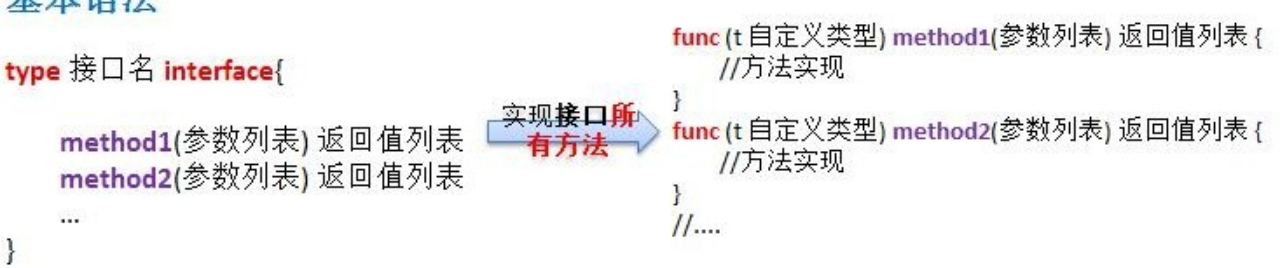 基本语法
type 接口名 interface{
method1(参数列表) 返回值列表
method2(参数列表) 返回值列表
...
}
实现接口所
有方法
func (t 自定义类型) method1(参数列表) 返回值列表 {
//方法实现
}
func (t 自定义类型) method2(参数列表) 返回值列表 {
//方法实现
}
//....